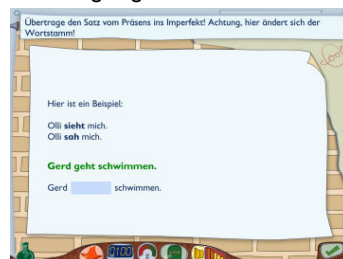 Übertrage den Satz vom Präsens ins Imperfekt! Achtung, hier ändert sich der
Wortstamm!
Hier ist ein Beispiel:
Olli sieht mich.
Olli sah mich.
Gerd geht schwimmen.
Gerd schwimmen.